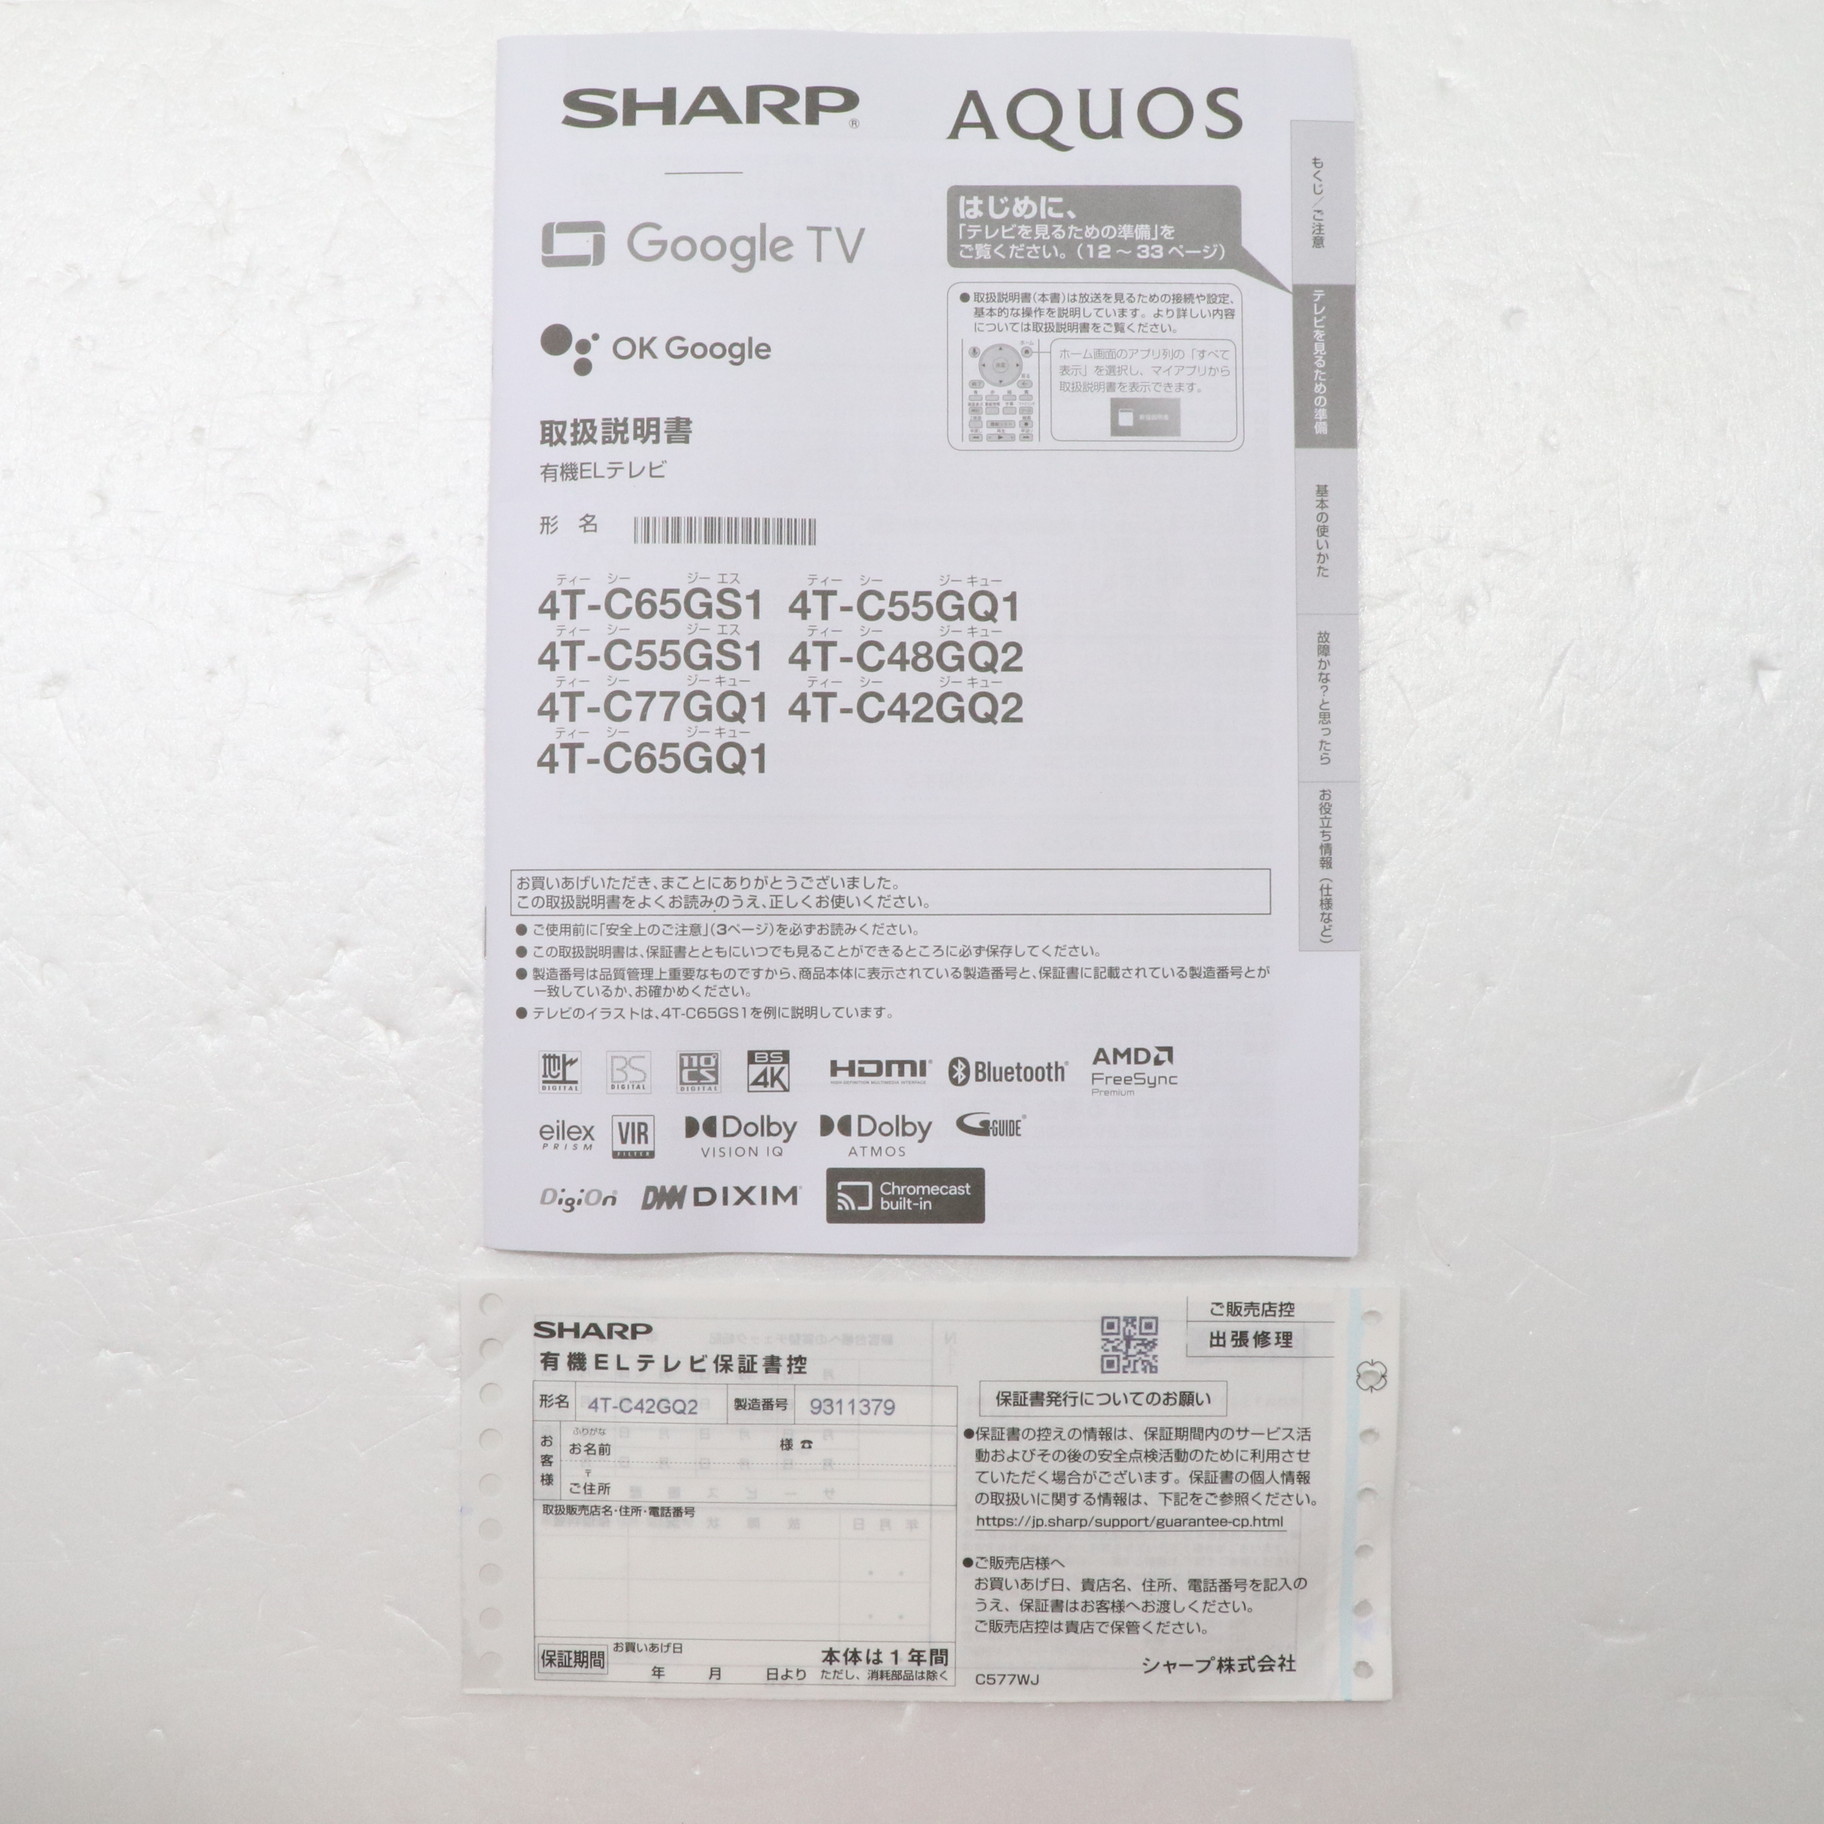 SHARP®
AQUOS
Google TV
OK Google
取扱説明書
有機ELテレビ
形 名
はじめに、
「テレビを見るための準備」を
ご覧ください。(12 ～ 33 ページ)
● 取扱説明書(本書)は放送を見るための接続や設定、
基本的な操作を説明しています。より詳しい内容
については取扱説明書をご覧ください。
ホーム画面のアプリ列の「すべて
表示」を選択し、マイアプリから
取扱説明書を表示できます。
もくじ／ご注意
テレビを見るための準備
基本の使いかた
故障かな？と思ったら
お役立ち情報（仕様など）
ティー シー ジー エス ティー シー ジー キュー
4T-C65GS1 4T-C55GQ1
ティー シー ジー エス ティー シー ジー キュー
4T-C55GS1 4T-C48GQ2
ティー シー ジー キュー ティー シー ジー キュー
4T-C77GQ1 4T-C42GQ2
ティー シー ジー キュー
4T-C65GQ1
お買いあげいただき、まことにありがとうございました。
この取扱説明書をよくお読みのうえ、正しくお使いください。
● ご使用前に「安全上のご注意」(3ページ)を必ずお読みください。
● この取扱説明書は、保証書とともにいつでも見ることができるところに必ず保存してください。
● 製造番号は品質管理上重要なものですから、商品本体に表示されている製造番号と、保証書に記載されている製造番号とが
一致しているか、お確かめください。
● テレビのイラストは、4T-C65GS1を例に説明しています。
地上 DIGITAL BS DIGITAL 110°CS DIGITAL BS 4K HDMI® HIGH-DEFINITION MULTIMEDIA INTERFACE Bluetooth® AMD FreeSync Premium
eilex PRISM VIR FILTER Dolby VISION IQ Dolby ATMOS G-GUIDE®
DigiOn® DIXIM Chromecast built-in
SHARP
有機ELテレビ保証書控
形名 4T-C42GQ2 製造番号 9311379
お客様
ふりがな
お名前 様 ☎
〒
ご住所
取扱販売店名・住所・電話番号
保証期間
お買いあげ日
年 月 日より
本体は1年間
ただし、消耗部品は除く
ご販売店控
出張修理
保証書発行についてのお願い
●保証書の控えの情報は、保証期間内のサービス活
動およびその後の安全点検活動のために利用させ
ていただく場合がございます。保証書の個人情報
の取扱いに関する情報は、下記をご参照ください。
https://jp.sharp/support/guarantee-cp.html
●ご販売店様へ
お買いあげ日、貴店名、住所、電話番号を記入の
うえ、保証書はお客様へお渡しください。
ご販売店控は貴店で保管ください。
シャープ株式会社
C577WJ